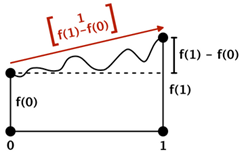 1
f(1)-f(0)
f(1) - f(0)
f(0)
f(1)
0
1